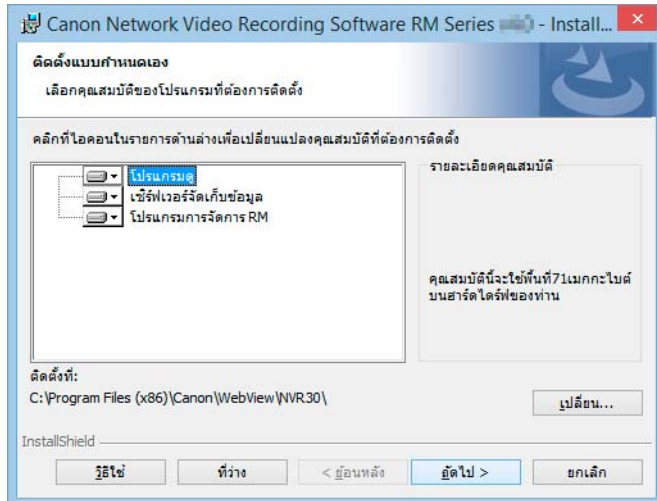 Canon Network Video Recording Software RM Series - Install...
ติดตั้งแบบกำหนดเอง
เลือกคุณสมบัติของโปรแกรมที่ต้องการติดตั้ง
คลิกที่ไอคอนในรายการด้านล่างเพื่อเปลี่ยนแปลงคุณสมบัติที่ต้องการติดตั้ง
โปรแกรมดู
เซิร์ฟเวอร์จัดเก็บข้อมูล
โปรแกรมการจัดการ RM
รายละเอียดคุณสมบัติ
คุณสมบัตินี้จะใช้พื้นที่71เมกกะไบต์
บนฮาร์ดไดร์ฟของท่าน
ติดตั้งที่:
C:\Program Files (x86)\Canon\WebView\NVR30\
เปลี่ยน...
InstallShield
วิธีใช้
ที่ว่าง
< ย้อนหลัง
ถัดไป >
ยกเลิก